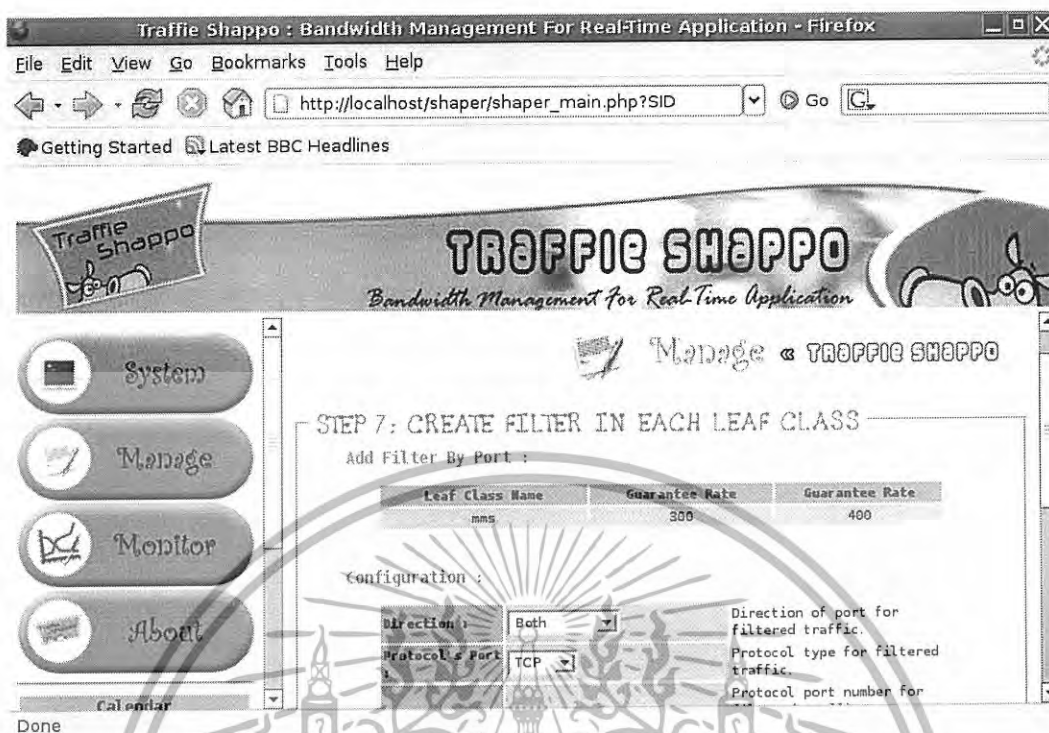 Traffie Shappo : Bandwidth Management For Real-Time Application - Firefox
File Edit View Go Bookmarks Tools Help
http://localhost/shaper/shaper_main.php?SID
Go
Getting Started Latest BBC Headlines
Traffie Shappo
TRAFFIE SHAPPO
Bandwidth Management For Real-Time Application
System
Manage
Monitor
About
Calendar
Manage « TRAFFIE SHAPPO
STEP 7: CREATE FILTER IN EACH LEAF CLASS
Add Filter By Port :
Leaf Class Name Guarantee Rate Guarantee Rate
mms 300 400
Configuration :
Direction : Both Direction of port for filtered traffic.
Protocol's Port : TCP Protocol type for filtered traffic.
Protocol port number for
Done